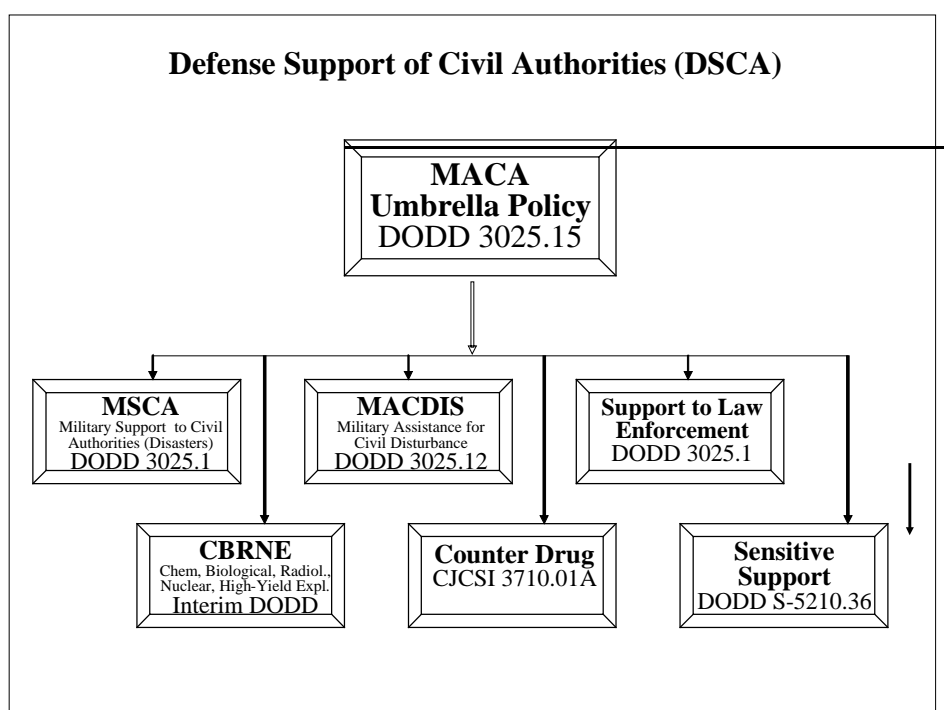 Defense Support of Civil Authorities (DSCA)
MACA
Umbrella Policy
DODD 3025.15
MSCA
Military Support to Civil
Authorities (Disasters)
DODD 3025.1
MACDIS
Military Assistance for
Civil Disturbance
DODD 3025.12
Support to Law
Enforcement
DODD 3025.1
CBRNE
Chem, Biological, Radiol.,
Nuclear, High-Yield Expl.
Interim DODD
Counter Drug
CJCSI 3710.01A
Sensitive
Support
DODD S-5210.36